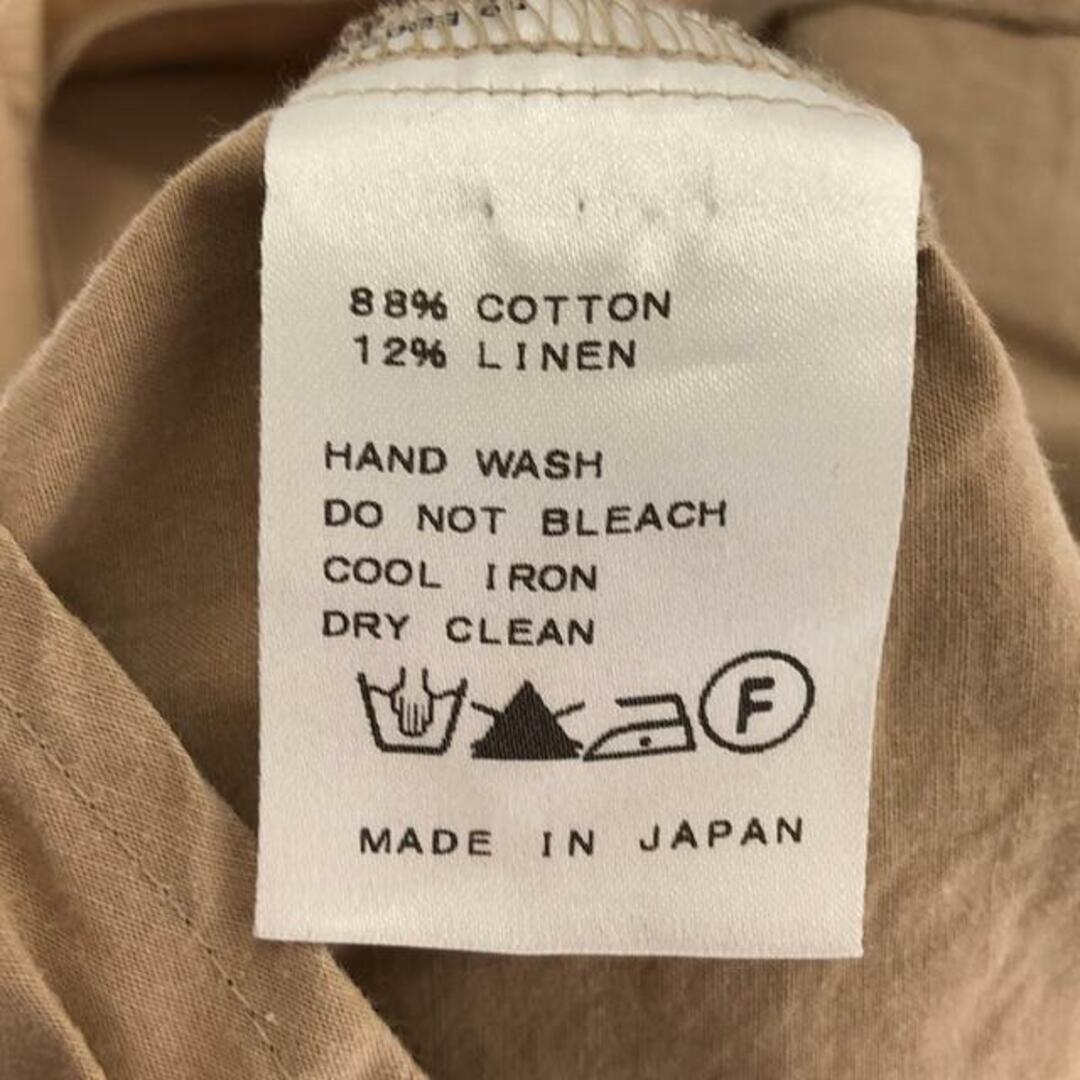 88% COTTON
12% LINEN
HAND WASH
DO NOT BLEACH
COOL IRON
DRY CLEAN
F
MADE IN JAPAN